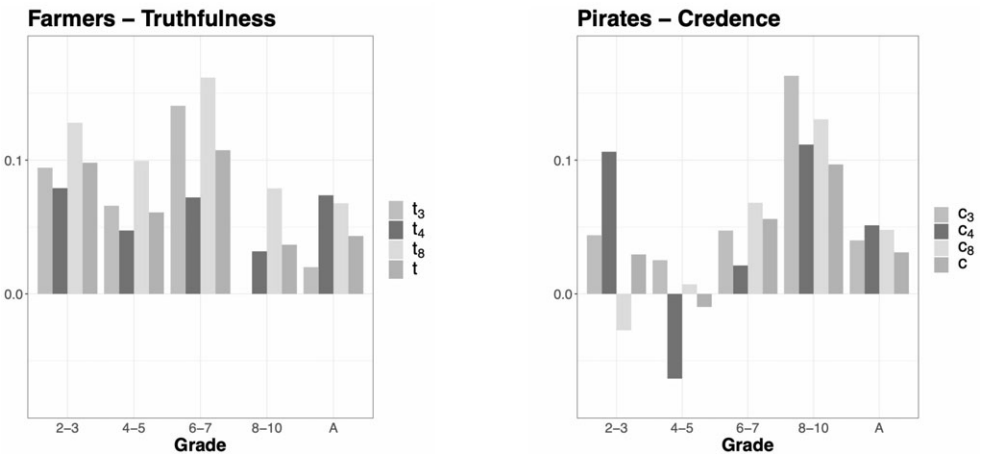 Farmers – Truthfulness
0.1
0.0
2–3 4–5 6–7 8–10 A
Grade
t3
t4
t8
t
Pirates – Credence
0.1
0.0
2–3 4–5 6–7 8–10 A
Grade
c3
c4
c8
c